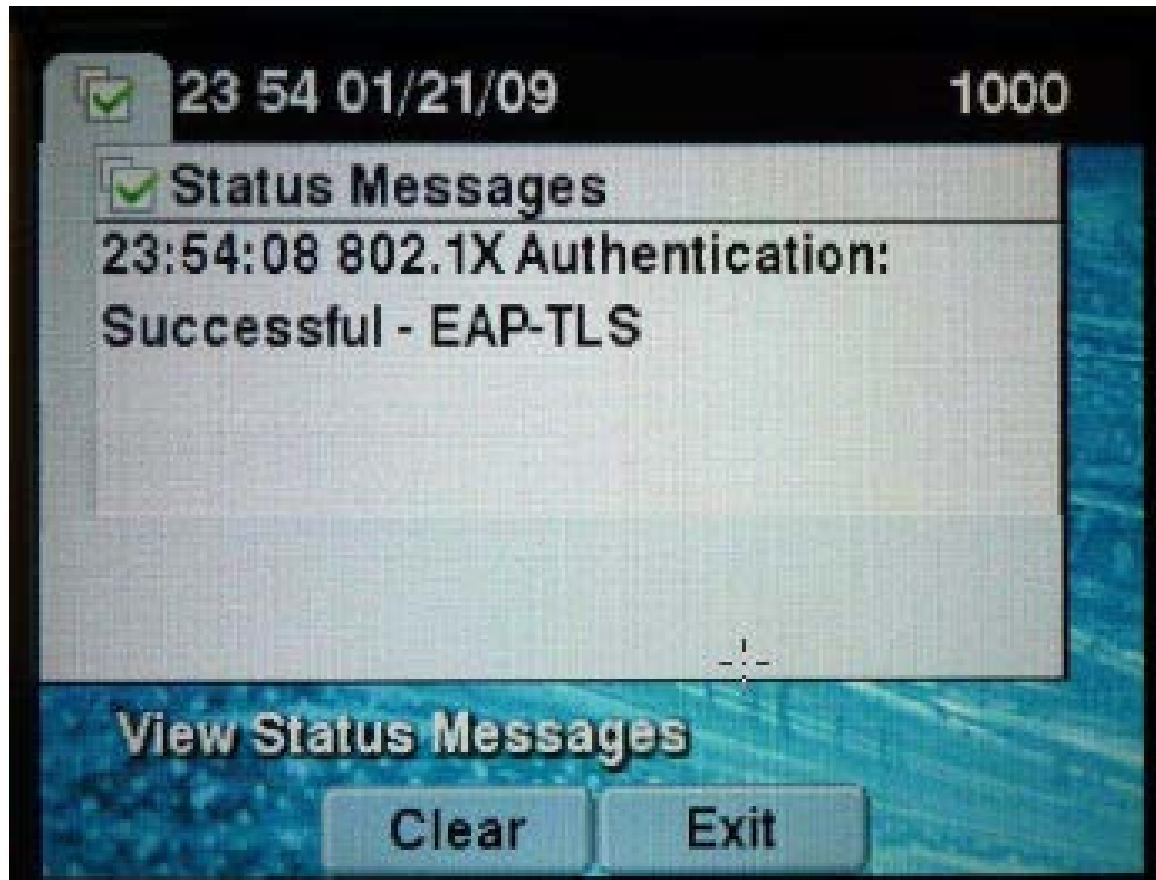 23 54 01/21/09 1000
Status Messages
23:54:08 802.1X Authentication:
Successful - EAP-TLS
View Status Messages
Clear Exit